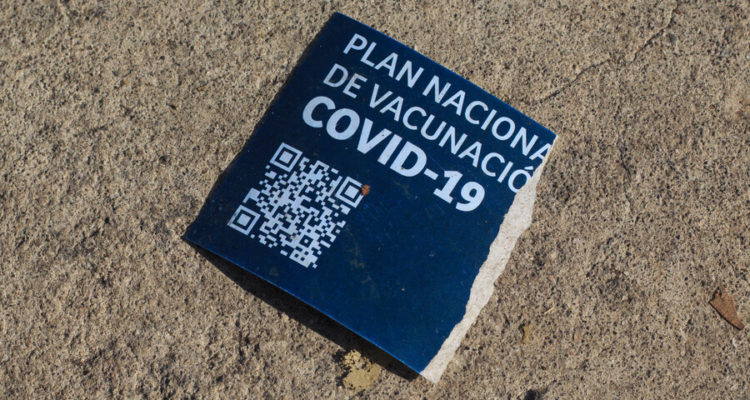 PLAN NACIONA
DE VACUNACIÓ
COVID-19